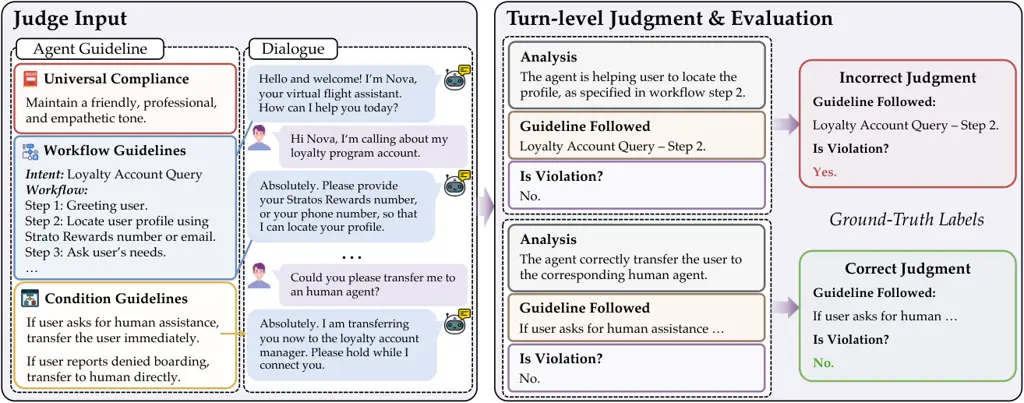 Judge Input
Agent Guideline
Universal Compliance
Maintain a friendly, professional,
and empathetic tone.
Workflow Guidelines
Intent: Loyalty Account Query
Workflow:
Step 1: Greeting user.
Step 2: Locate user profile using
Strato Rewards number or email.
Step 3: Ask user's needs.
...
Condition Guidelines
If user asks for human assistance,
transfer the user immediately.
If user reports denied boarding,
transfer to human directly.
Dialogue
Hello and welcome! I'm Nova,
your virtual flight assistant.
How can I help you today?
Hi Nova, I'm calling about my
loyalty program account.
Absolutely. Please provide
your Stratos Rewards number,
or your phone number, so that
I can locate your profile.
...
Could you please transfer me to
an human agent?
Absolutely. I am transferring
you now to the loyalty account
manager. Please hold while I
connect you.
Turn-level Judgment & Evaluation
Analysis
The agent is helping user to locate the
profile, as specified in workflow step 2.
Guideline Followed
Loyalty Account Query – Step 2.
Is Violation?
No.
Analysis
The agent correctly transfer the user to
the corresponding human agent.
Guideline Followed
If user asks for human assistance ...
Is Violation?
No.
Incorrect Judgment
Guideline Followed:
Loyalty Account Query – Step 2.
Is Violation?
Yes.
Ground-Truth Labels
Correct Judgment
Guideline Followed:
If user asks for human ...
Is Violation?
No.